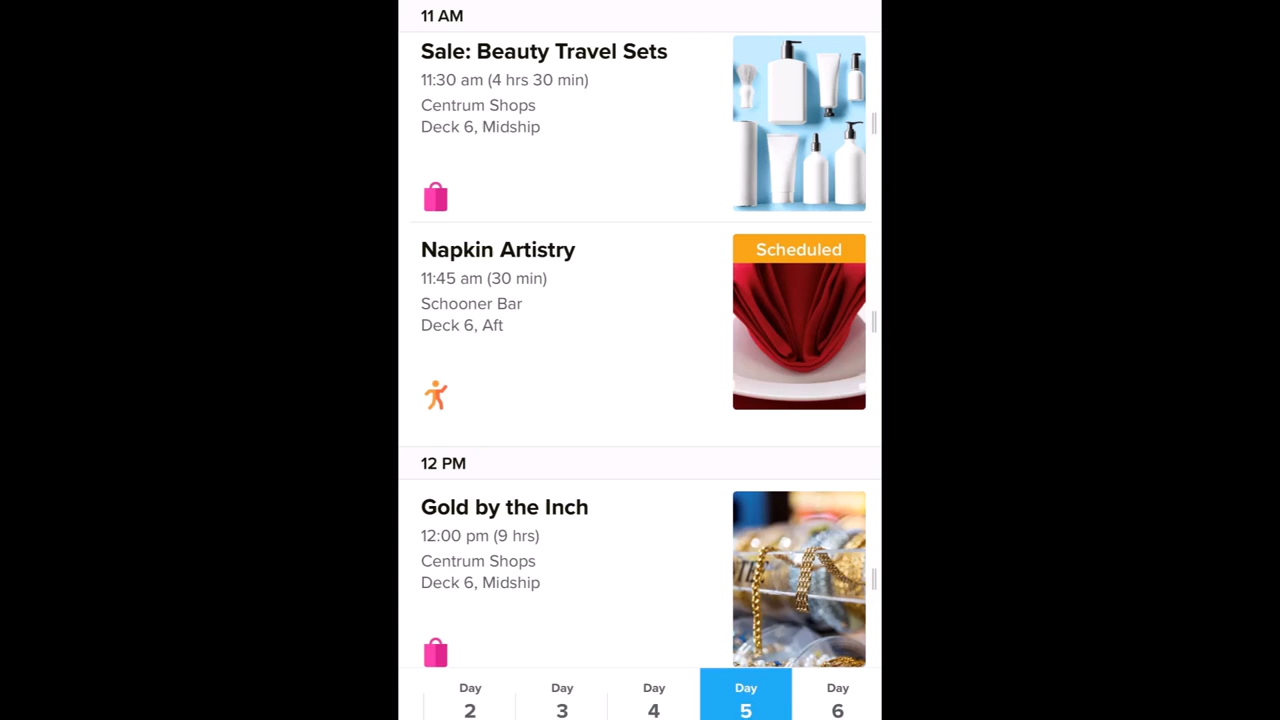 11 AM
Sale: Beauty Travel Sets
11:30 am (4 hrs 30 min)
Centrum Shops
Deck 6, Midship
Napkin Artistry
Scheduled
11:45 am (30 min)
Schooner Bar
Deck 6, Aft
12 PM
Gold by the Inch
12:00 pm (9 hrs)
Centrum Shops
Deck 6, Midship
Day Day Day Day Day
2 3 4 5 6